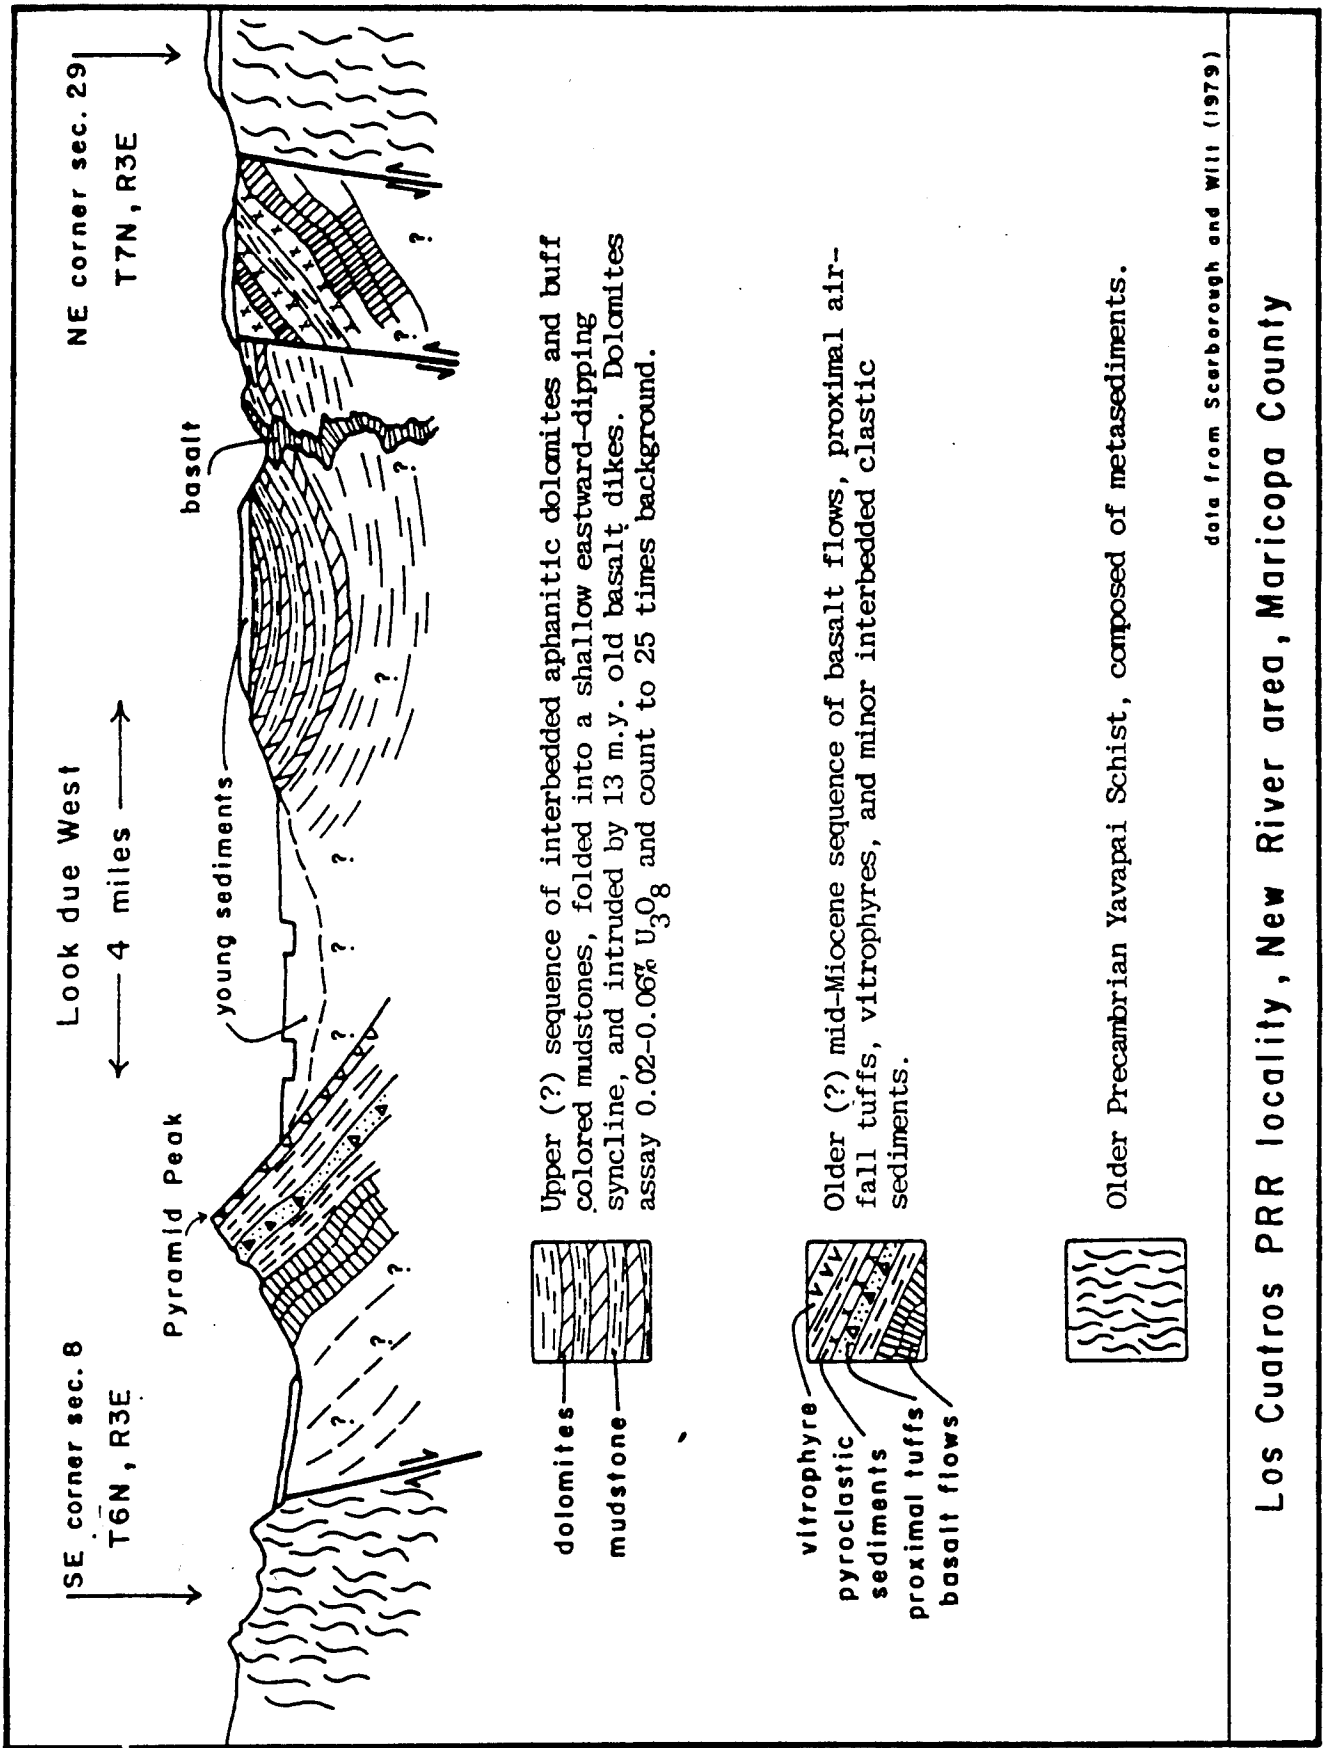 Look due West
4 miles
SE corner sec. 8
T6N, R3E
NE corner sec. 29
T7N, R3E
Pyramid Peak
young sediments
basalt
?
?
?
?
?
?
?
?
?
?
?
dolomites
mudstone
Upper (?) sequence of interbedded aphanitic dolomites and buff
colored mudstones, folded into a shallow eastward-dipping
syncline, and intruded by 13 m.y. old basalt dikes. Dolomites
assay 0.02-0.06% U3O8 and count to 25 times background.
vitrophyre
pyroclastic
sediments
proximal tuffs
basalt flows
Older (?) mid-Miocene sequence of basalt flows, proximal air-
fall tuffs, vitrophyres, and minor interbedded clastic
sediments.
Older Precambrian Yavapai Schist, composed of metasediments.
data from Scarborough and Wilt (1979)
Los Cuatros PRR locality, New River area, Maricopa County